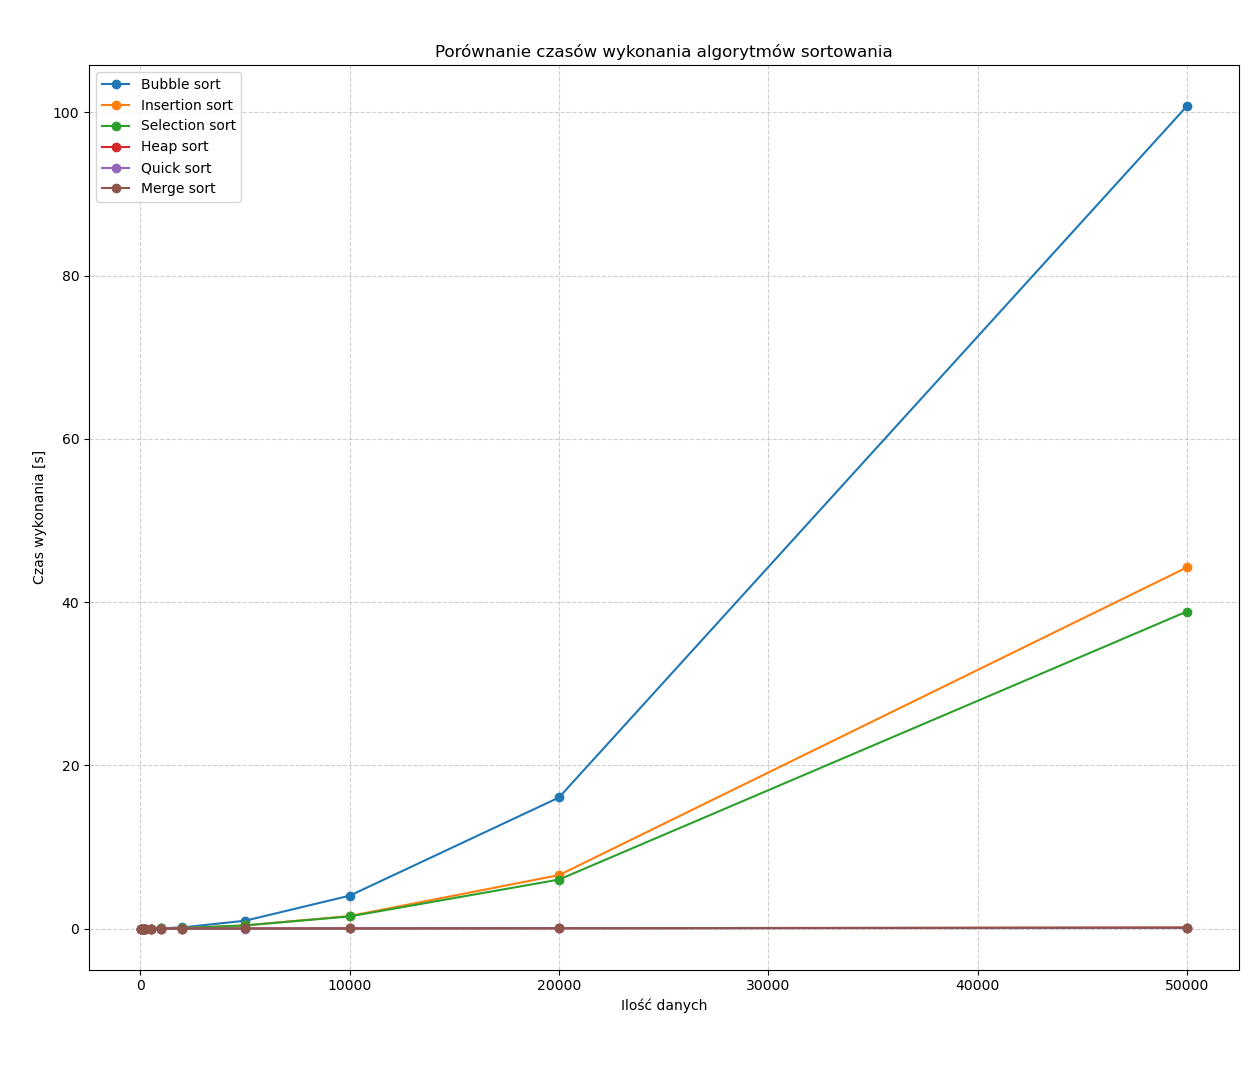 Porównanie czasów wykonania algorytmów sortowania
Bubble sort
Insertion sort
Selection sort
Heap sort
Quick sort
Merge sort
100
80
60
40
20
0
Czas wykonania [s]
0 10000 20000 30000 40000 50000
Ilość danych